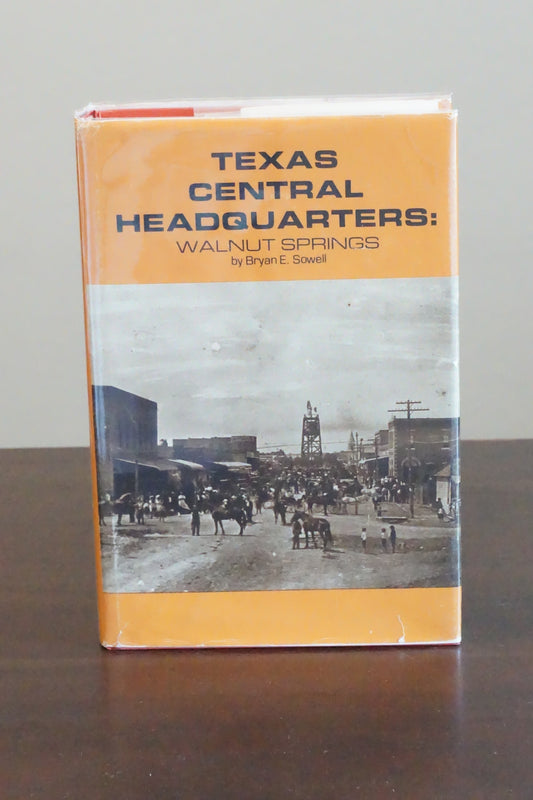 TEXAS
CENTRAL
HEADQUARTERS:
WALNUT SPRINGS
by Bryan E. Sowell